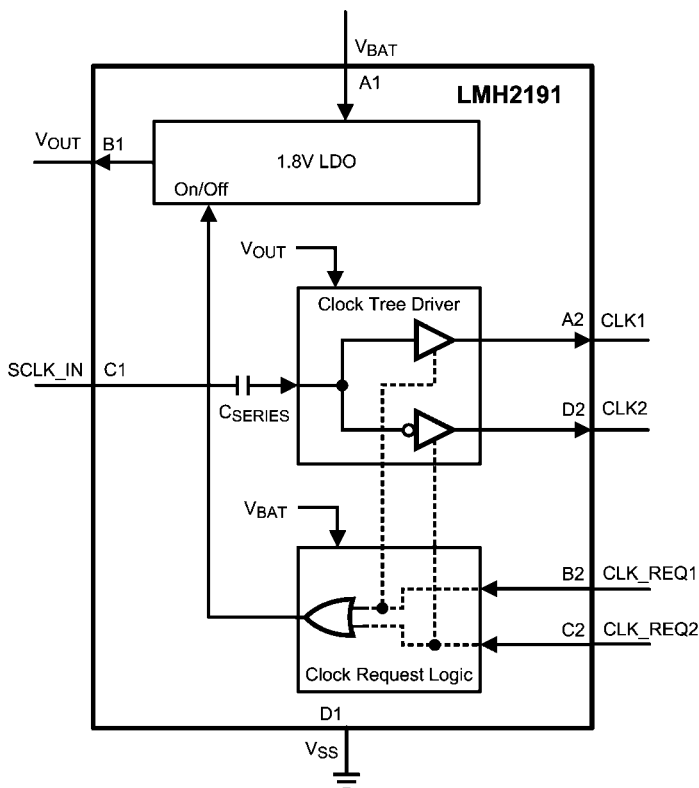 VBAT
A1
LMH2191
VOUT
B1
1.8V LDO
On/Off
VOUT
Clock Tree Driver
A2 CLK1
SCLK_IN C1
CSERIES
D2 CLK2
VBAT
B2 CLK_REQ1
C2 CLK_REQ2
Clock Request Logic
D1
VSS